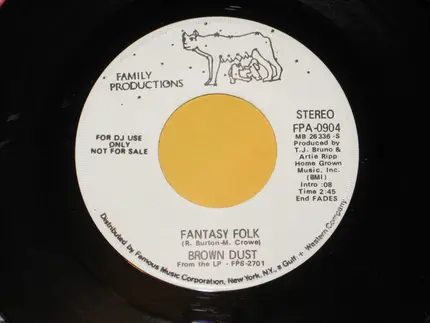 FAMILY
PRODUCTIONS
FOR DJ USE
ONLY
NOT FOR SALE
STEREO
FPA-0904
MB 26336-S
Produced by
T.J. Bruno &
Artie Ripp
Home Grown
Music, Inc.
(BMI)
Intro :08
Time 2:45
End FADES
FANTASY FOLK
(R. Burton-M. Crowe)
BROWN DUST
From the LP - FPS-2701
Distributed by Famous Music Corporation, New York, N.Y., a Gulf + Western Company